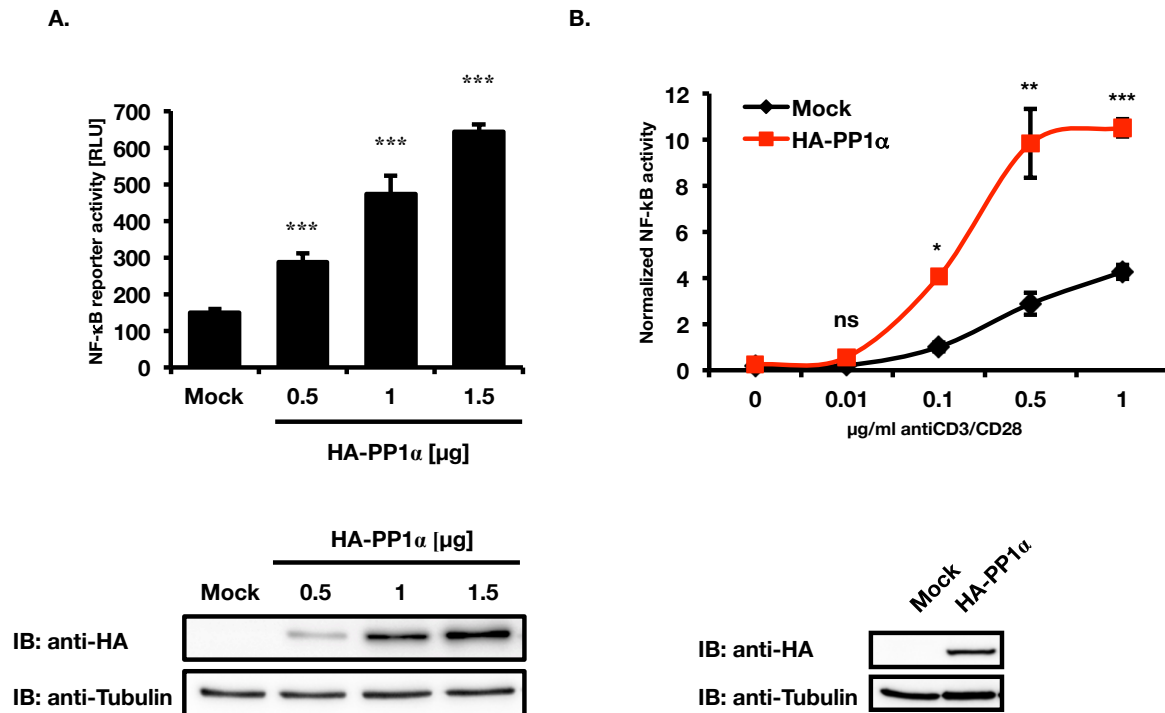 A.
***
***
***
700
600
500
400
300
200
100
0
NF-κB reporter activity [RLU]
Mock 0.5 1 1.5
HA-PP1α [µg]
HA-PP1α [µg]
Mock 0.5 1 1.5
IB: anti-HA
IB: anti-Tubulin
B.
Mock
HA-PP1α
ns
*
**
***
12
10
8
6
4
2
0
Normalized NF-kB activity
0 0.01 0.1 0.5 1
µg/ml antiCD3/CD28
Mock
HA-PP1α
IB: anti-HA
IB: anti-Tubulin